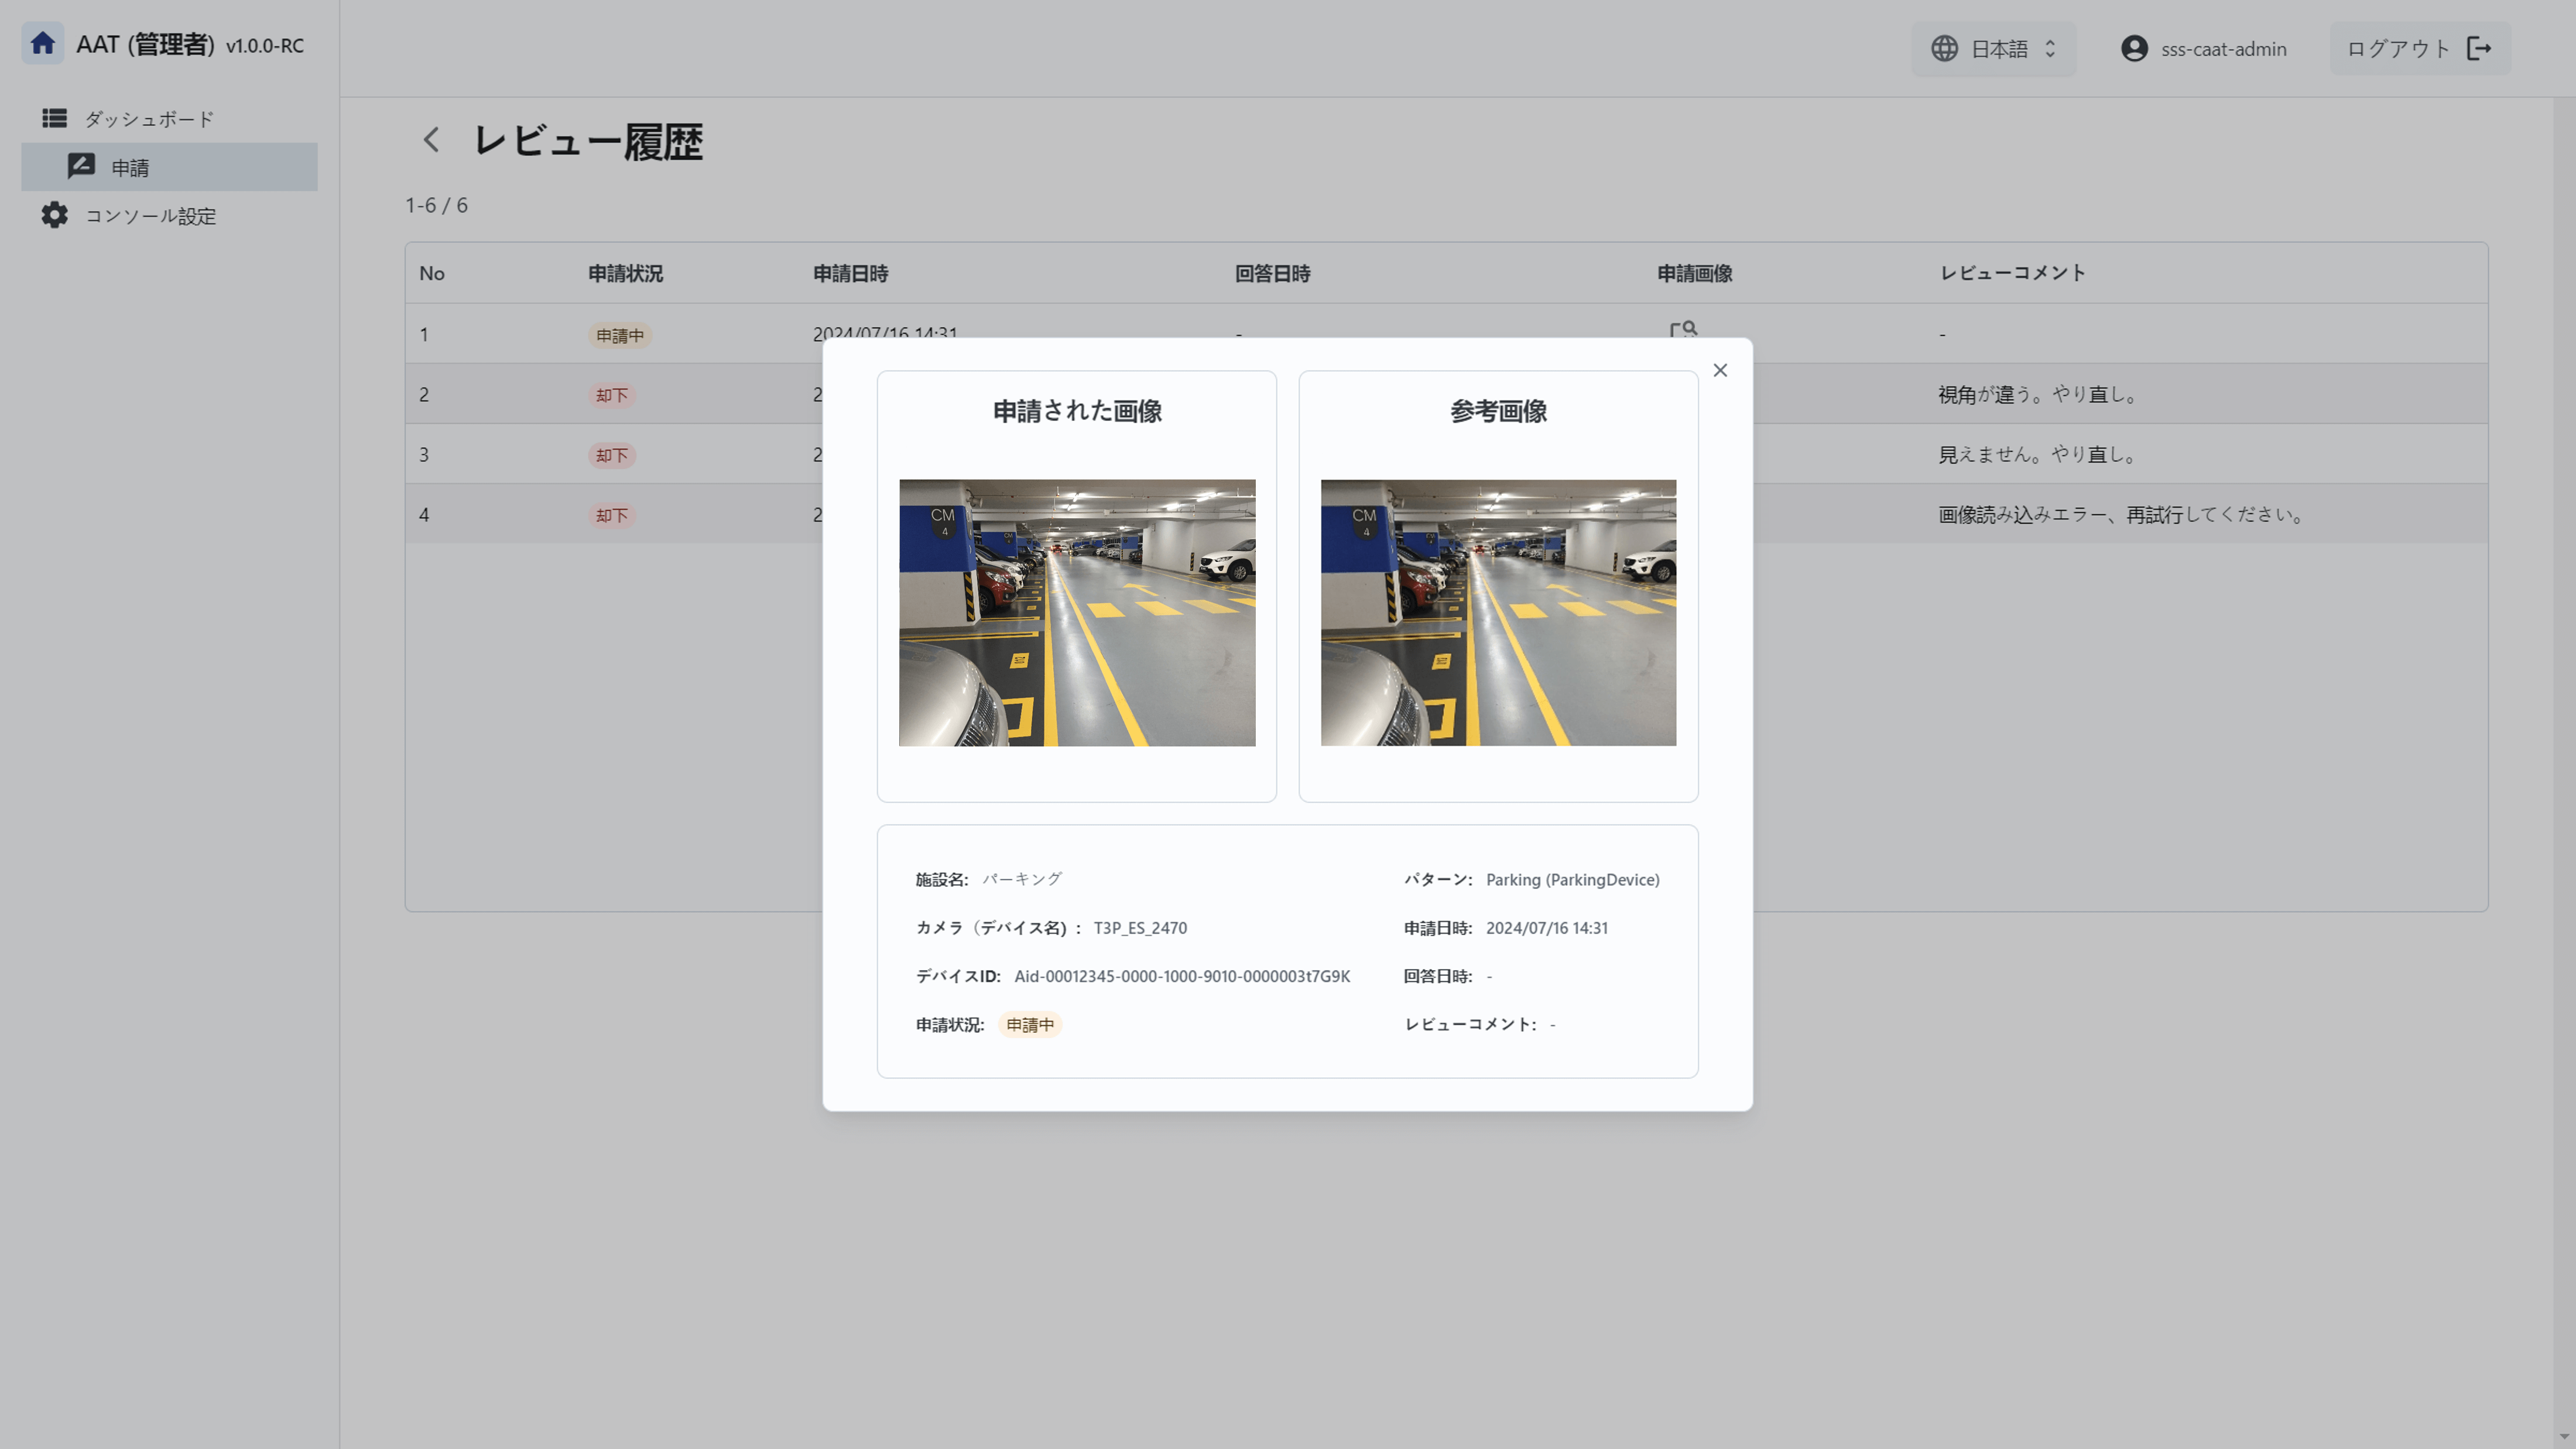 AAT (管理者) v1.0.0-RC
日本語
sss-caat-admin
ログアウト
ダッシュボード
申請
コンソール設定
レビュー履歴
1-6 / 6
No 申請状況 申請日時 回答日時 申請画像 レビューコメント
1 申請中 2024/07/16 14:31 - -
2 却下 2 視角が違う。やり直し。
3 却下 2 見えません。やり直し。
4 却下 2 画像読み込みエラー、再試行してください。
申請された画像
参考画像
CM
4
CM
CM
4
CM
施設名: パーキング
パターン: Parking (ParkingDevice)
カメラ（デバイス名）: T3P_ES_2470
申請日時: 2024/07/16 14:31
デバイスID: Aid-00012345-0000-1000-9010-0000003t7G9K
回答日時: -
申請状況: 申請中
レビューコメント: -